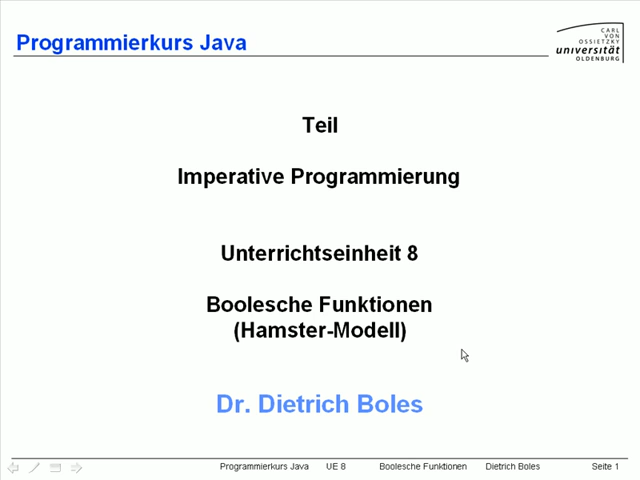 Programmierkurs Java
CARL
VON
OSSIETZKY
universität
OLDENBURG
Teil
Imperative Programmierung
Unterrichtseinheit 8
Boolesche Funktionen
(Hamster-Modell)
Dr. Dietrich Boles
Programmierkurs Java UE 8 Boolesche Funktionen Dietrich Boles Seite 1